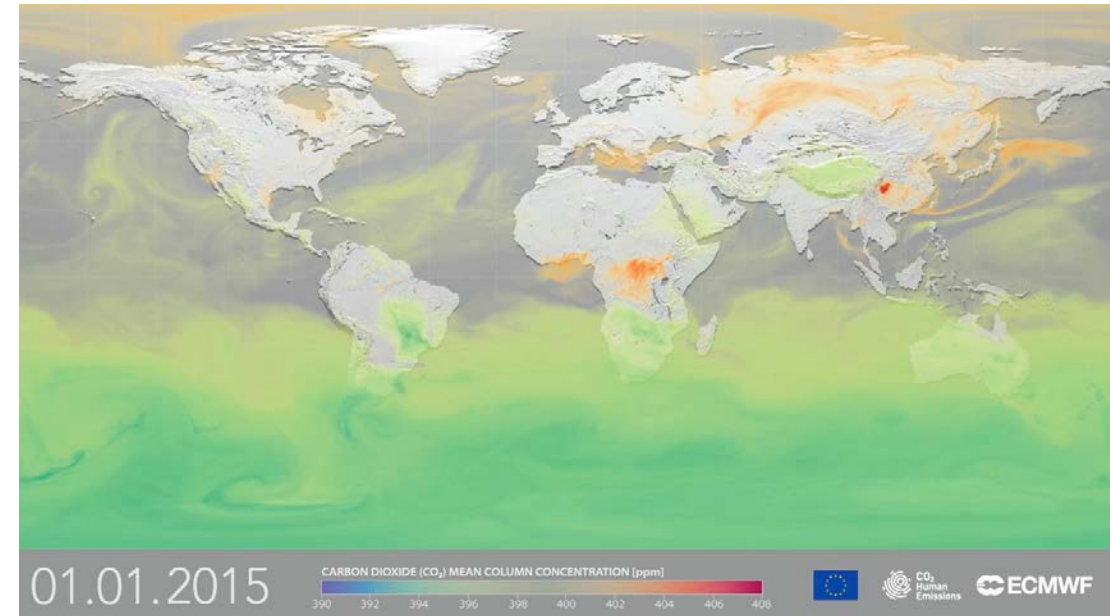 01.01.2015
CARBON DIOXIDE (CO₂) MEAN COLUMN CONCENTRATION [ppm]
390 392 394 396 398 400 402 404 406 408
CO₂
Human
Emissions
ECMWF